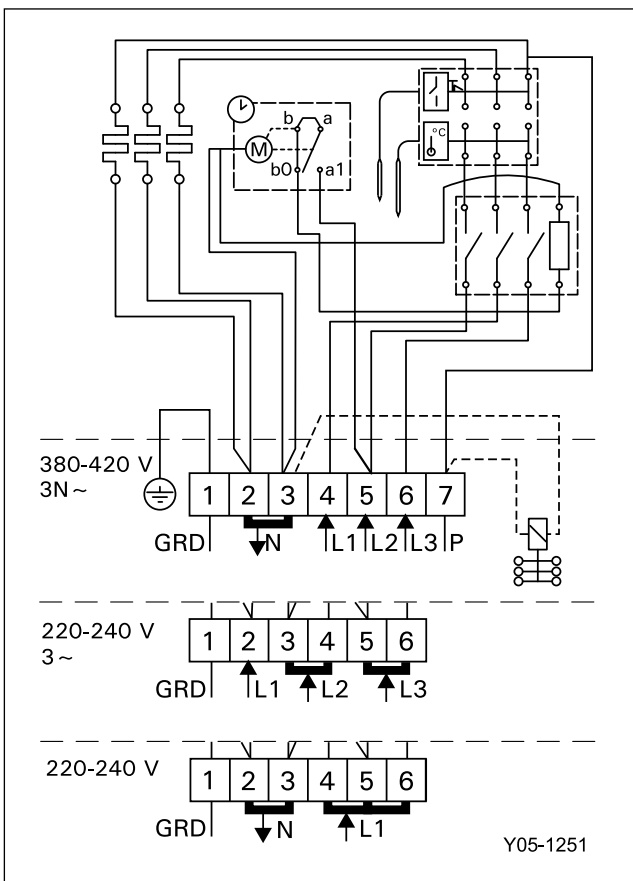 b a
M
b0 a1
°C
380-420 V
3N ~
1 2 3 4 5 6 7
GRD N L1 L2 L3 P
220-240 V
3 ~
1 2 3 4 5 6
GRD L1 L2 L3
220-240 V
1 2 3 4 5 6
GRD N L1
Y05-1251